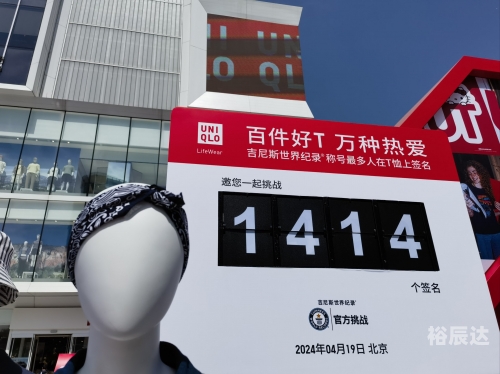 UNI
QLO
UNI
QLO
LifeWear
百件好T 万种热爱
吉尼斯世界纪录®称号最多人在T恤上签名
邀您一起挑战
1414
个签名
吉尼斯世界纪录®
官方挑战
2024年04月19日 北京
裕辰达